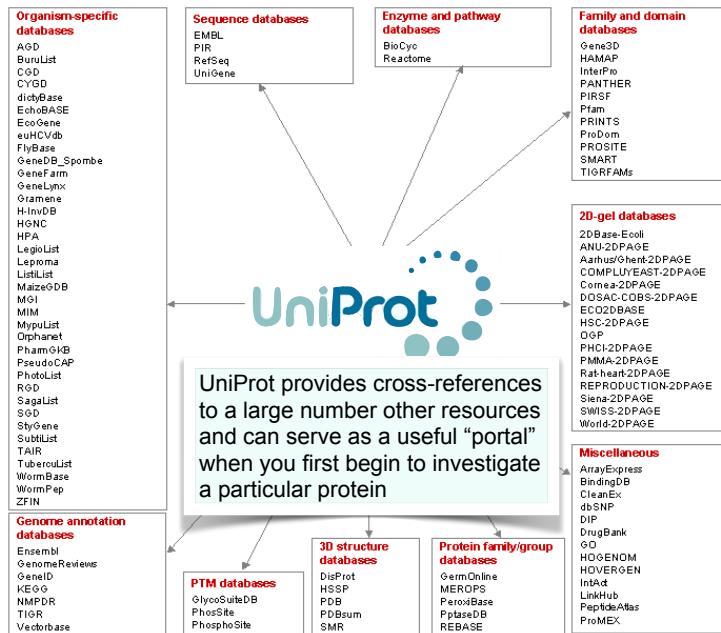 Organism-specific
databases
AGD
BuruList
CGD
CYGD
dictyBase
EchoBASE
EcoGene
euHCVdb
FlyBase
GeneDB_Spombe
GeneFarm
GeneLynx
Gramene
H-InvDB
HGNC
HPA
LegioList
Leproma
ListiList
MaizeGDB
MGI
MIM
MypuList
Orphanet
PharmGKB
PseudoCAP
PhotoList
RGD
SagaList
SGD
StyGene
SubtiList
TAIR
TubercuList
WormBase
WormPep
ZFIN
Sequence databases
EMBL
PIR
RefSeq
UniGene
Enzyme and pathway
databases
BioCyc
Reactome
Family and domain
databases
Gene3D
HAMAP
InterPro
PANTHER
PIRSF
Pfam
PRINTS
ProDom
PROSITE
SMART
TIGRFAMs
2D-gel databases
2DBase-Ecoli
ANU-2DPAGE
Aarhus/Ghent-2DPAGE
COMPLUYEAST-2DPAGE
Cornea-2DPAGE
DOSAC-COBS-2DPAGE
ECO2DBASE
HSC-2DPAGE
OGP
PHCI-2DPAGE
PMMA-2DPAGE
Rat-heart-2DPAGE
REPRODUCTION-2DPAGE
Siena-2DPAGE
SWISS-2DPAGE
World-2DPAGE
UniProt
UniProt provides cross-references
to a large number other resources
and can serve as a useful “portal”
when you first begin to investigate
a particular protein
Miscellaneous
ArrayExpress
BindingDB
CleanEx
dbSNP
DIP
DrugBank
GO
HOGENOM
HOVERGEN
IntAct
LinkHub
PeptideAtlas
ProMEX
Genome annotation
databases
Ensembl
GenomeReviews
GeneID
KEGG
NMPDR
TIGR
Vectorbase
PTM databases
GlycoSuiteDB
PhosSite
PhosphoSite
3D structure
databases
DisProt
HSSP
PDB
PDBsum
SMR
Protein family/group
databases
GermOnline
MEROPS
PeroxiBase
PptaseDB
REBASE